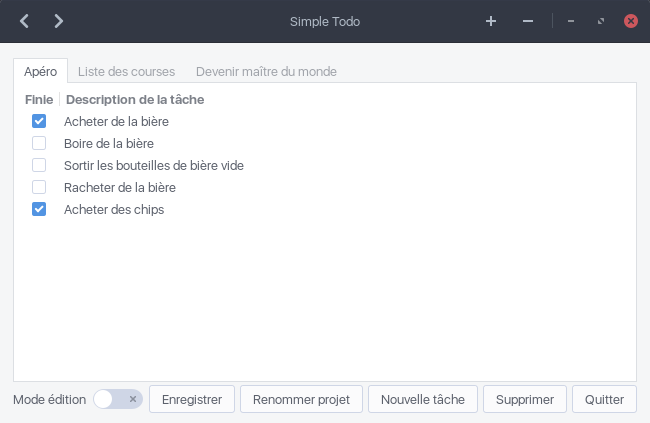 Simple Todo
Apéro Liste des courses Devenir maître du monde
Finie Description de la tâche
Acheter de la bière
Boire de la bière
Sortir les bouteilles de bière vide
Racheter de la bière
Acheter des chips
Mode édition Enregistrer Renommer projet Nouvelle tâche Supprimer Quitter